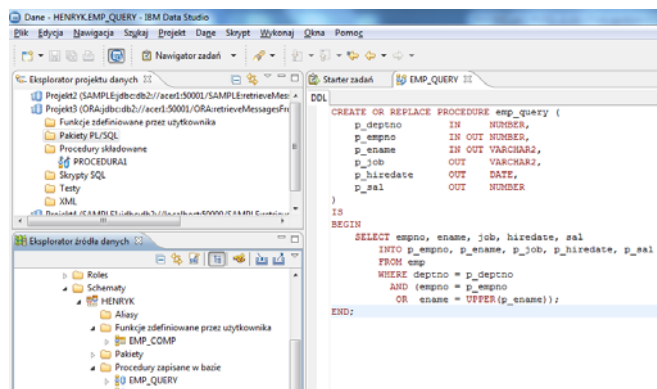 Dane - HENRYK.EMP_QUERY - IBM Data Studio
Plik Edycja Nawigacja Szukaj Projekt Dane Skrypt Wykonaj Okna Pomoc
Nawigator zadań
Eksplorator projektu danych
Projekt2 (SAMPLE:jdbc:db2://acer1:50001/SAMPLE:retrieveMes
Projekt3 (ORA:jdbc:db2://acer1:50001/ORA:retrieveMessagesFr
Funkcje zdefiniowane przez użytkownika
Pakiety PL/SQL
Procedury składowane
PROCEDURA1
Skrypty SQL
Testy
XML
Eksplorator źródła danych
Roles
Schematy
HENRYK
Aliasy
Funkcje zdefiniowane przez użytkownika
EMP_COMP
Pakiety
Procedury zapisane w bazie
EMP_QUERY
Starter zadań
EMP_QUERY
DDL
CREATE OR REPLACE PROCEDURE emp_query (
p_deptno IN NUMBER,
p_empno IN OUT NUMBER,
p_ename IN OUT VARCHAR2,
p_job OUT VARCHAR2,
p_hiredate OUT DATE,
p_sal OUT NUMBER
)
IS
BEGIN
SELECT empno, ename, job, hiredate, sal
INTO p_empno, p_ename, p_job, p_hiredate, p_sal
FROM emp
WHERE deptno = p_deptno
AND (empno = p_empno
OR ename = UPPER(p_ename));
END;